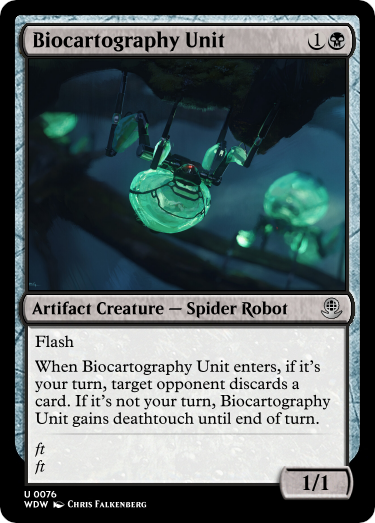 Biocartography Unit 1
Artifact Creature — Spider Robot
Flash
When Biocartography Unit enters, if it's
your turn, target opponent discards a
card. If it's not your turn, Biocartography
Unit gains deathtouch until end of turn.
ft
ft
1/1
U 0076
WDW Chris Falkenberg